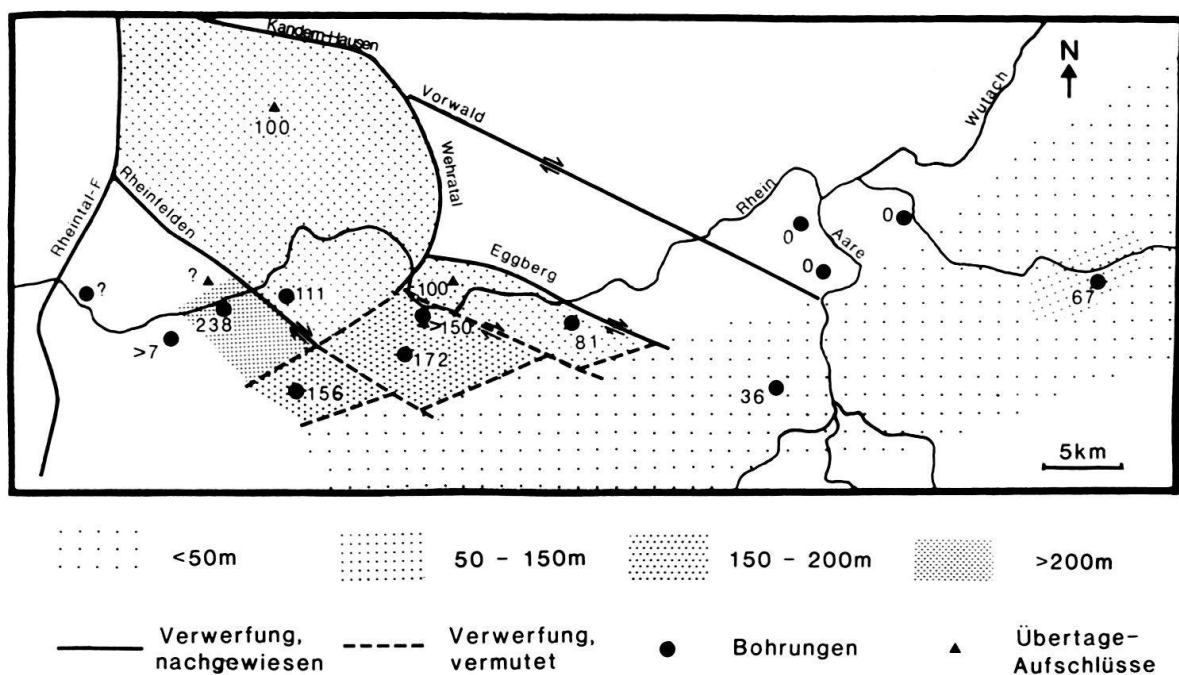 Kandern-Hausen
N
100
Vorwald
Wutach
Wehratal
Rheinfelden
Rheintal-F
Rhein
0
0
Aare
0
Eggberg
?
?
100
67
111
238
>150
81
>7
172
156
36
5km
<50m
50 - 150m
150 - 200m
>200m
Verwerfung,
nachgewiesen
Verwerfung,
vermutet
Bohrungen
Übertage-
Aufschlüsse